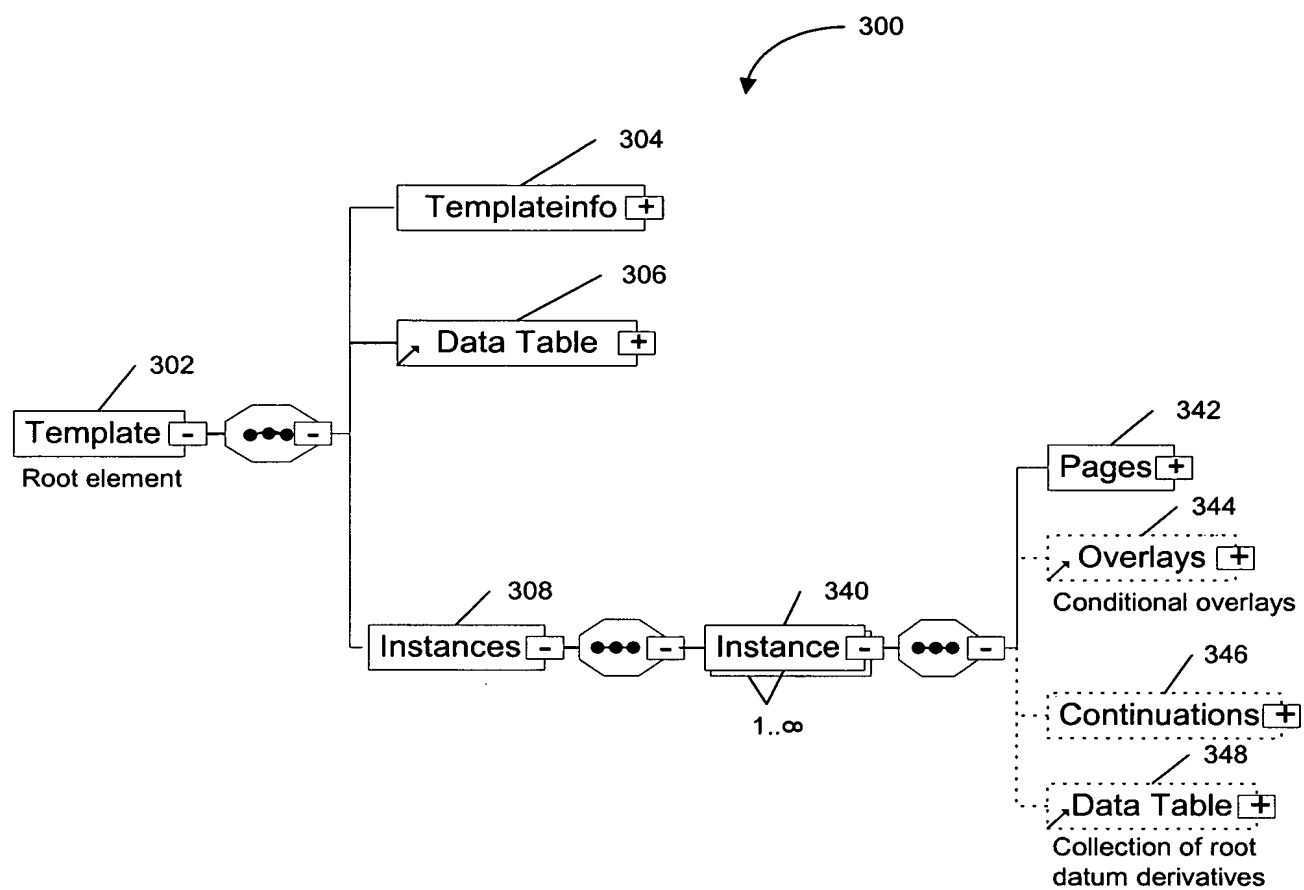 300
304
Templateinfo +
306
Data Table +
302
Template -
-
Root element
342
Pages +
344
Overlays +
Conditional overlays
308
Instances -
-
340
Instance -
-
1..∞
346
Continuations +
348
Data Table +
Collection of root
datum derivatives